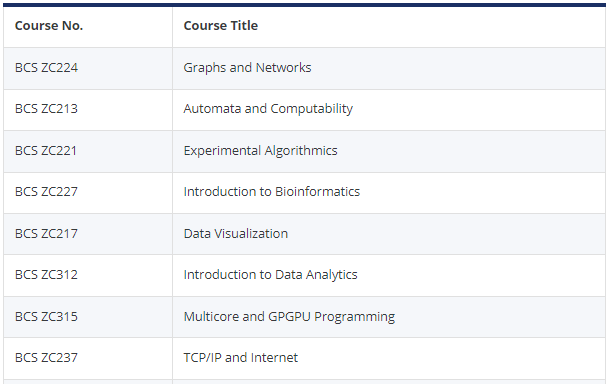 Course No. Course Title
BCS ZC224 Graphs and Networks
BCS ZC213 Automata and Computability
BCS ZC221 Experimental Algorithmics
BCS ZC227 Introduction to Bioinformatics
BCS ZC217 Data Visualization
BCS ZC312 Introduction to Data Analytics
BCS ZC315 Multicore and GPGPU Programming
BCS ZC237 TCP/IP and Internet